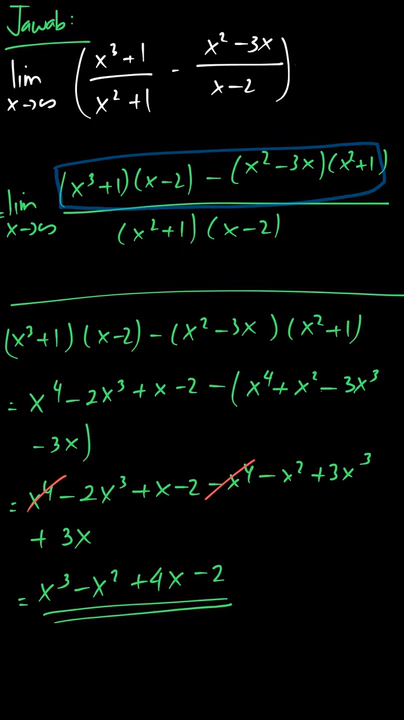 Jawab:
lim x→∞ ( (x³+1)/(x²+1) - (x²-3x)/(x-2) )
= lim x→∞ ((x³+1)(x-2) - (x²-3x)(x²+1)) / ((x²+1)(x-2))
(x³+1)(x-2) - (x²-3x)(x²+1)
= x⁴ - 2x³ + x - 2 - (x⁴ + x² - 3x³
- 3x)
= x⁴ - 2x³ + x - 2 - x⁴ - x² + 3x³
+ 3x
= x³ - x² + 4x - 2